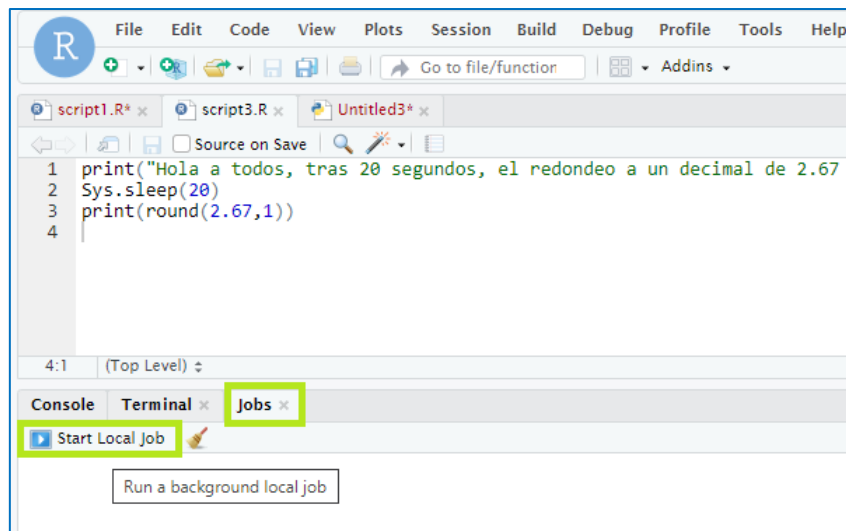 R File Edit Code View Plots Session Build Debug Profile Tools Help
R Go to file/function Addins
script1.R* script3.R Untitled3*
Source on Save
1 print("Hola a todos, tras 20 segundos, el redondeo a un decimal de 2.67
2 Sys.sleep(20)
3 print(round(2.67,1))
4
4:1 (Top Level)
Console Terminal Jobs
Start Local Job
Run a background local job